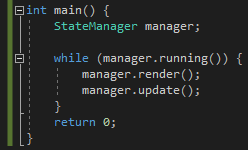 int main() {
    StateManager manager;

    while (manager.running()) {
        manager.render();
        manager.update();
    }
    return 0;
}